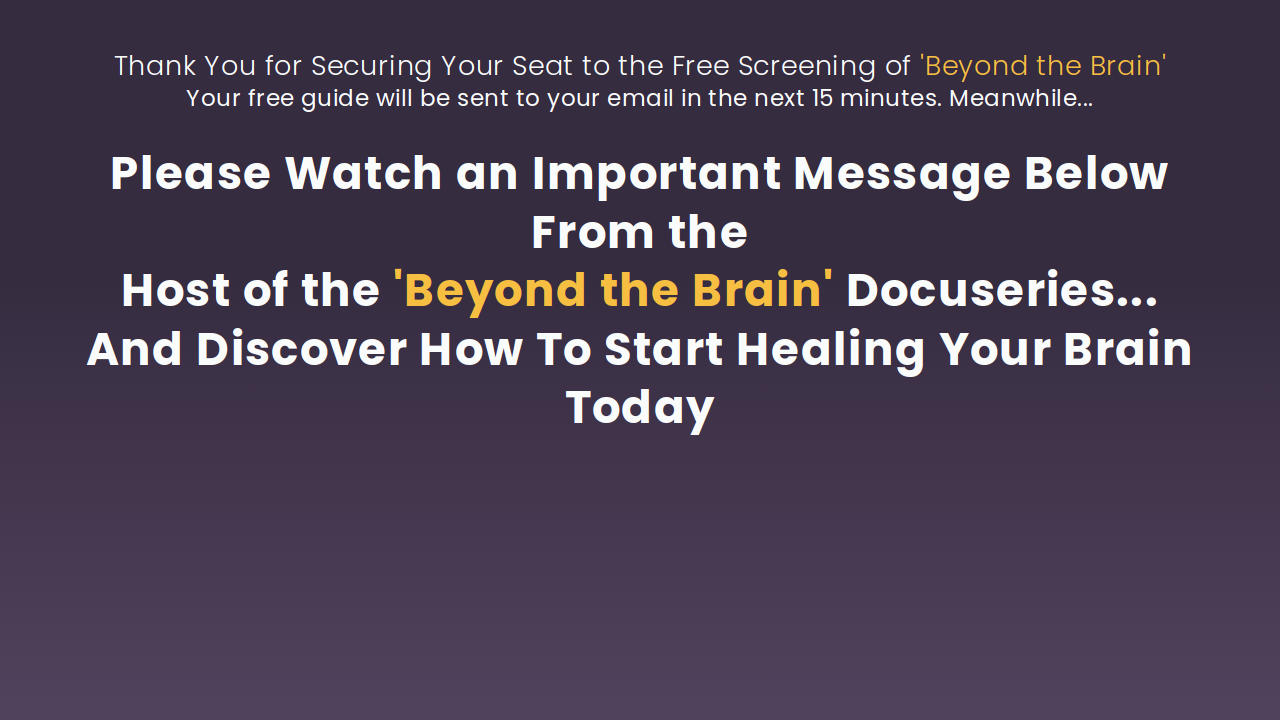 Thank You for Securing Your Seat to the Free Screening of 'Beyond the Brain'
Your free guide will be sent to your email in the next 15 minutes. Meanwhile...
Please Watch an Important Message Below
From the
Host of the 'Beyond the Brain' Docuseries...
And Discover How To Start Healing Your Brain
Today